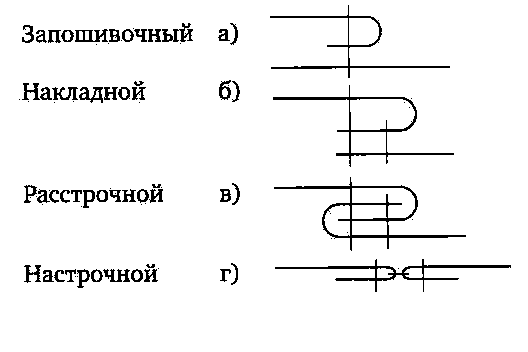 Запошивочный а)
Накладной б)
Расстрочной в)
Настрочной г)